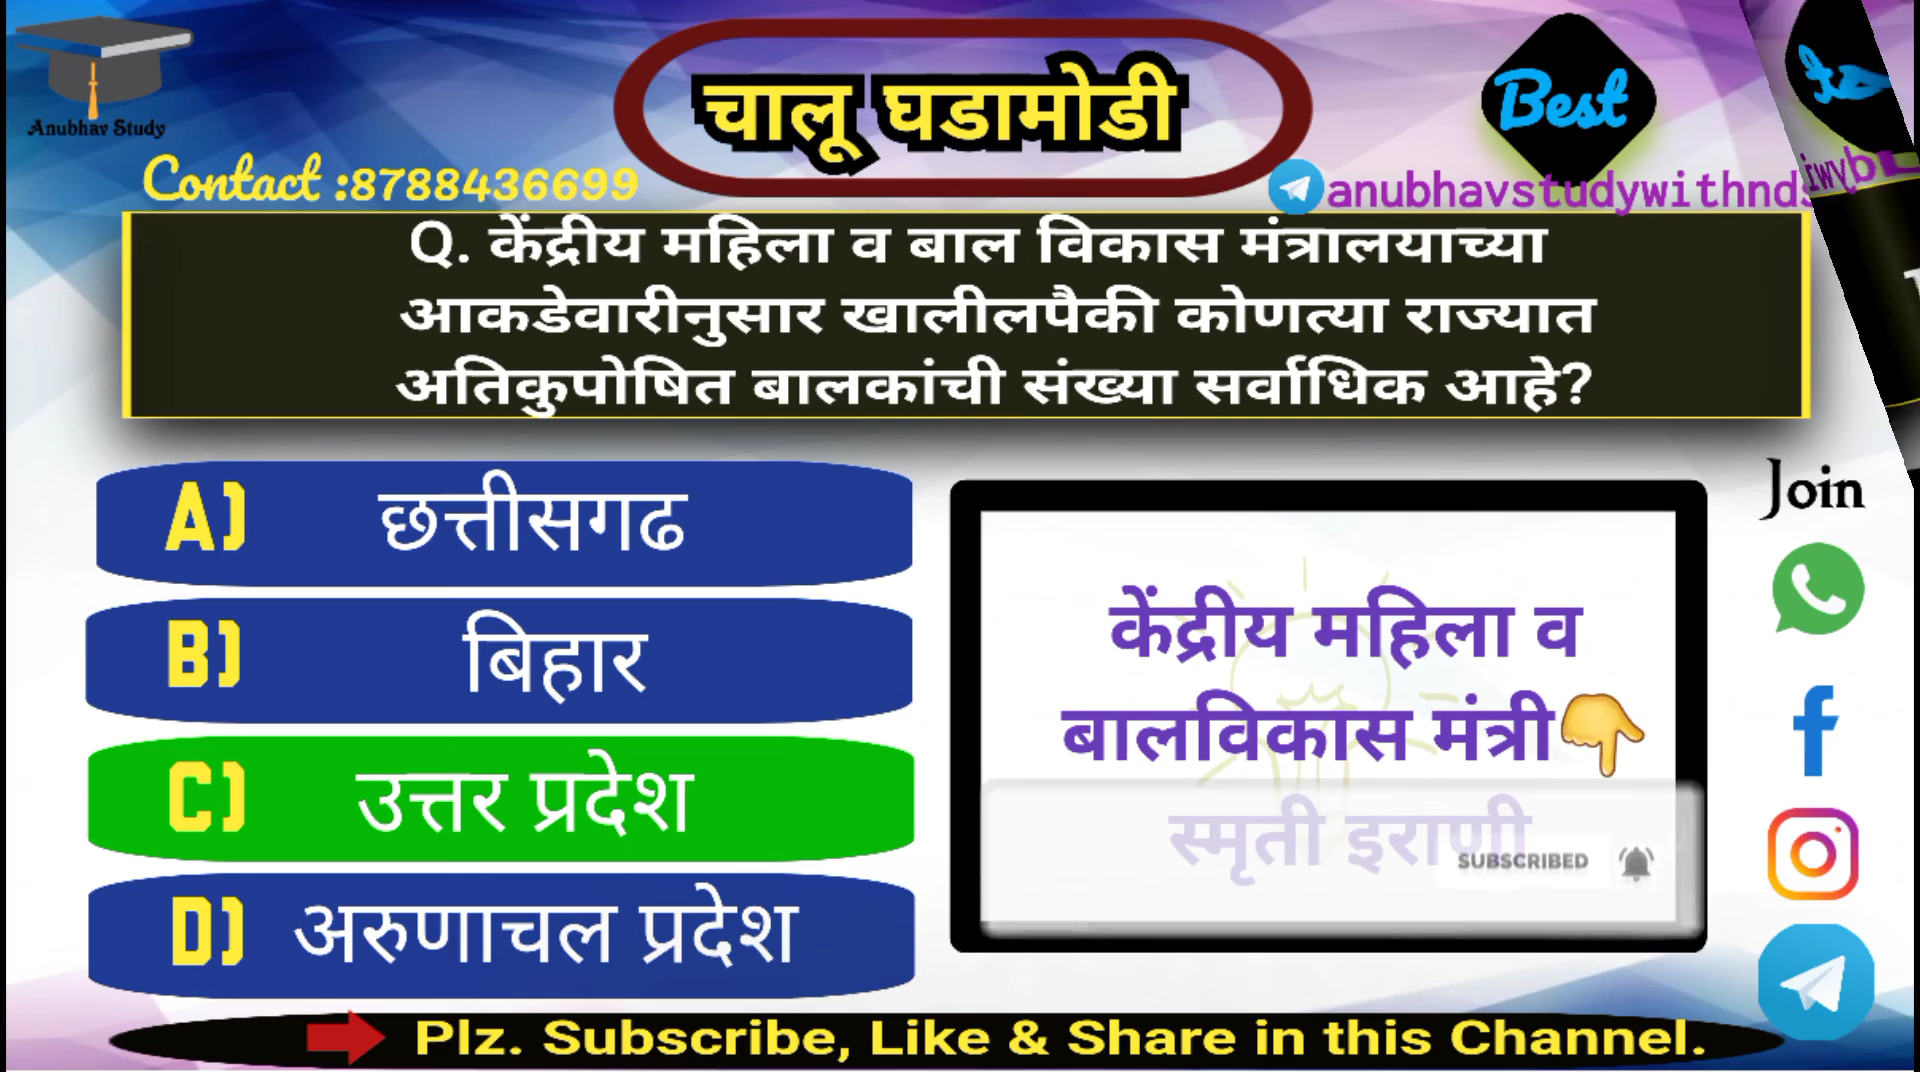 Anubhav Study
चालू घडामोडी
Best
Contact :8788436699
anubhavstudywithnds
Q. केंद्रीय महिला व बाल विकास मंत्रालयाच्या
आकडेवारीनुसार खालीलपैकी कोणत्या राज्यात
अतिकुपोषित बालकांची संख्या सर्वाधिक आहे?
A) छत्तीसगढ
B) बिहार
C) उत्तर प्रदेश
D) अरुणाचल प्रदेश
केंद्रीय महिला व
बालविकास मंत्री👇
स्मृती इराणी
SUBSCRIBED
Join
Plz. Subscribe, Like & Share in this Channel.